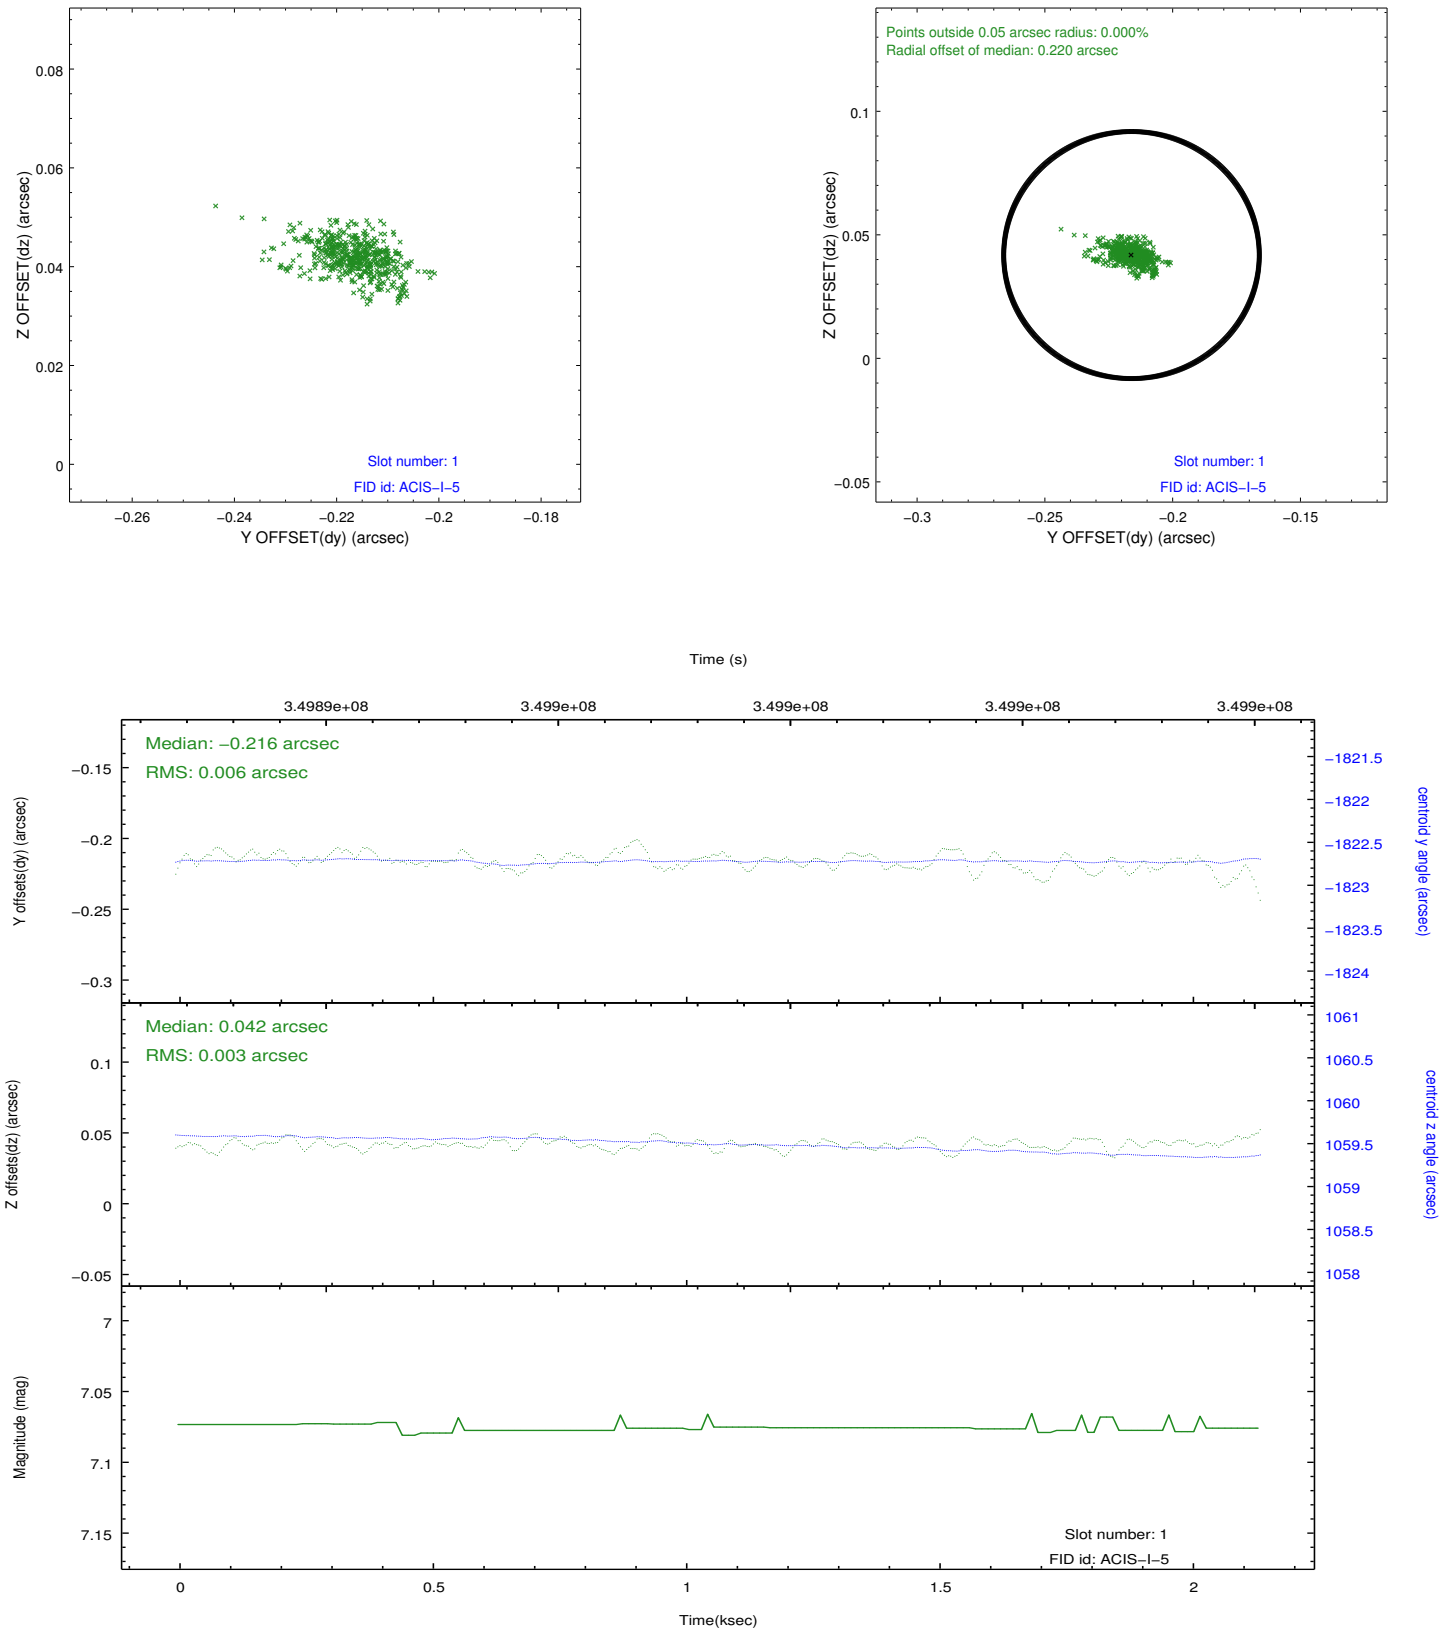 0.08
0.06
0.04
0.02
0
Z OFFSET(dz) (arcsec)
−0.26
−0.24
−0.22
−0.2
−0.18
Y OFFSET(dy) (arcsec)
Slot number: 1
FID id: ACIS−I−5
Points outside 0.05 arcsec radius: 0.000%
Radial offset of median: 0.220 arcsec
0.1
0.05
0
−0.05
Z OFFSET(dz) (arcsec)
−0.3
−0.25
−0.2
−0.15
Y OFFSET(dy) (arcsec)
Slot number: 1
FID id: ACIS−I−5
Time (s)
3.4989e+08
3.499e+08
3.499e+08
3.499e+08
3.499e+08
Median: −0.216 arcsec
RMS: 0.006 arcsec
−0.15
−0.2
−0.25
−0.3
Y offsets(dy) (arcsec)
−1821.5
−1822
−1822.5
−1823
−1823.5
−1824
centroid y angle (arcsec)
Median: 0.042 arcsec
RMS: 0.003 arcsec
0.1
0.05
0
−0.05
Z offsets(dz) (arcsec)
1061
1060.5
1060
1059.5
1059
1058.5
1058
centroid z angle (arcsec)
7
7.05
7.1
7.15
Magnitude (mag)
Slot number: 1
FID id: ACIS−I−5
0
0.5
1
1.5
2
Time(ksec)